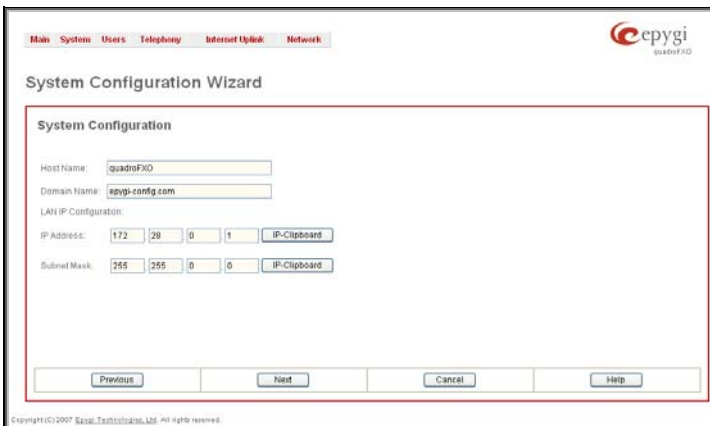 Main System Users Telephony Internet Uplink Network
epygi
quadroFXO
System Configuration Wizard
System Configuration
Host Name: quadroFXO
Domain Name: epygi-config.com
LAN IP Configuration:
IP Address: 172 . 28 . 0 . 1 IP-Clipboard
Subnet Mask: 255 . 255 . 0 . 0 IP-Clipboard
Previous Next Cancel Help
Copyright (C) 2007 Epygi Technologies, Ltd. All rights reserved.